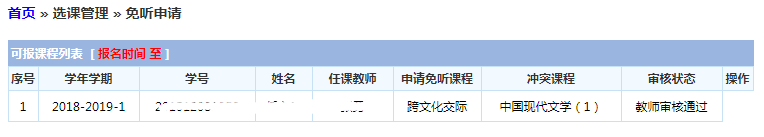 首页 » 选课管理 » 免听申请
可报课程列表 [ 报名时间 至 ]
序号 学年学期 学号 姓名 任课教师 申请免听课程 冲突课程 审核状态 操作
1 2018-2019-1 跨文化交际 中国现代文学（1） 教师审核通过